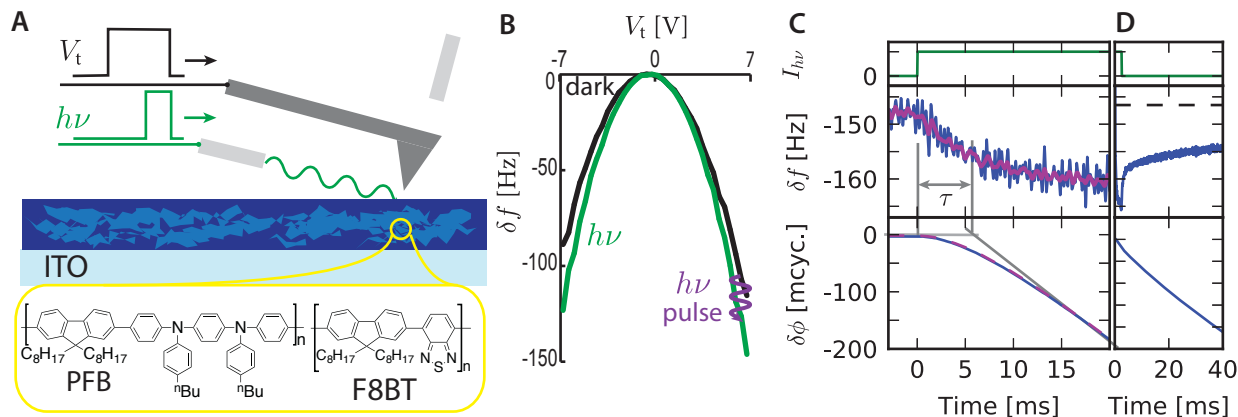 A
V_t
hν
ITO
[ ]n [ ]n
N N
C8H17 C8H17
C8H17 C8H17
N S N
nBu nBu
PFB
F8BT
B
V_t [V]
-7 0 7
0
dark
-50
-100
-150
δf [Hz]
hν
hν
pulse
C
I_hν
0
-150
-160
δf [Hz]
τ
0
-100
-200
δϕ [mcyc.]
0 5 10 15
Time [ms]
D
0 20 40
Time [ms]